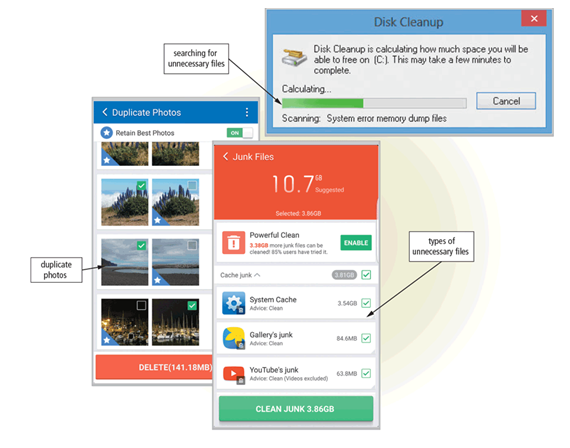 Disk Cleanup
searching for
unnecessary files
Disk Cleanup is calculating how much space you will be
able to free on (C:). This may take a few minutes to
complete.
Calculating...
Cancel
Scanning: System error memory dump files
Duplicate Photos
Retain Best Photos
ON
duplicate
photos
DELETE(141.18MB)
Junk Files
10.7GB
Suggested
Selected: 3.86GB
Powerful Clean
3.38GB more junk files can be
cleaned! 85% users have tried it.
ENABLE
types of
unnecessary files
Cache junk
3.81GB
System Cache
Advice: Clean
3.54GB
Gallery's junk
Advice: Clean
84.6MB
YouTube's junk
Advice: Clean (Videos excluded)
63.8MB
CLEAN JUNK 3.86GB